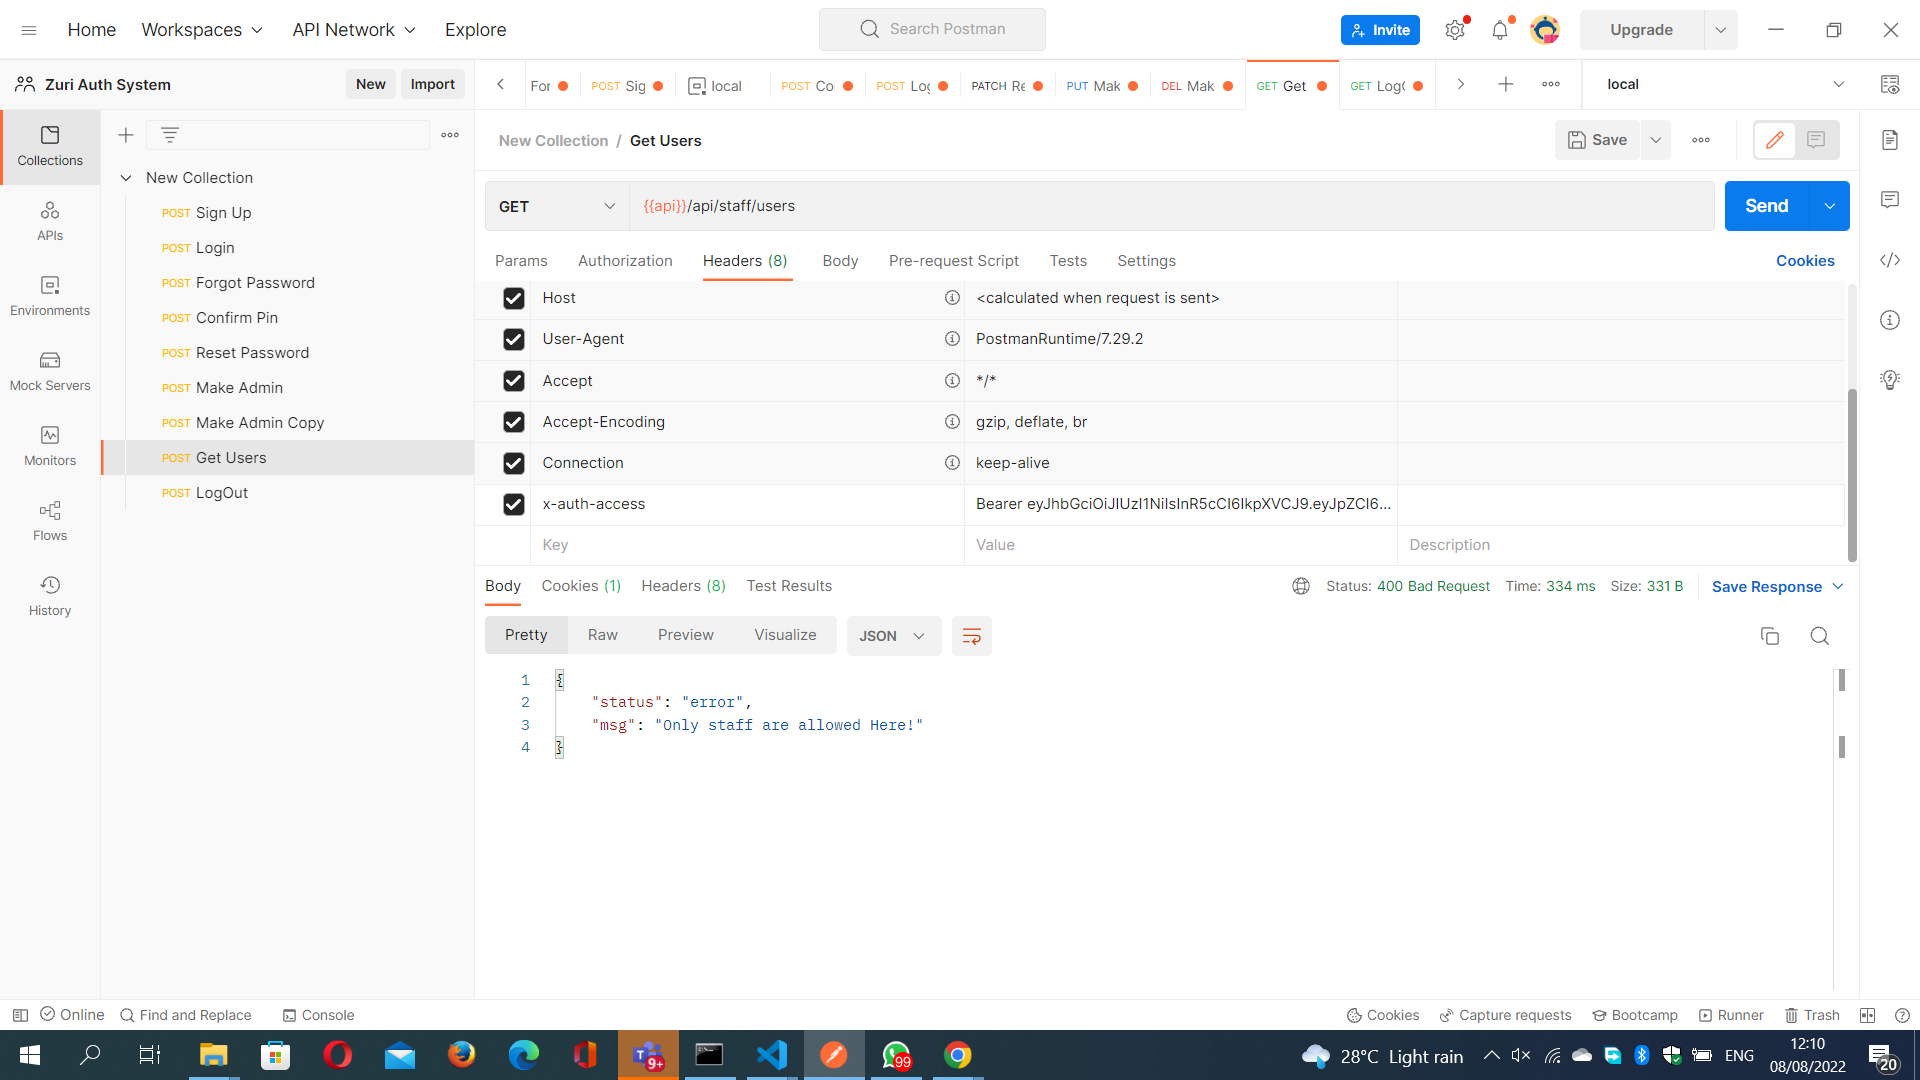 Home Workspaces API Network Explore Search Postman Invite Upgrade
Zuri Auth System New Import For POST Sig local POST Co POST Log PATCH Re PUT Mak DEL Mak GET Get GET LogO local
Collections
APIs
Environments
Mock Servers
Monitors
Flows
History
New Collection
POST Sign Up
POST Login
POST Forgot Password
POST Confirm Pin
POST Reset Password
POST Make Admin
POST Make Admin Copy
POST Get Users
POST LogOut
New Collection / Get Users Save
GET {{api}}/api/staff/users Send
Params Authorization Headers (8) Body Pre-request Script Tests Settings Cookies
Host <calculated when request is sent>
User-Agent PostmanRuntime/7.29.2
Accept */*
Accept-Encoding gzip, deflate, br
Connection keep-alive
x-auth-access Bearer eyJhbGciOiJIUzI1NiIsInR5cCI6IkpXVCJ9.eyJpZCI6...
Key Value Description
Body Cookies (1) Headers (8) Test Results Status: 400 Bad Request Time: 334 ms Size: 331 B Save Response
Pretty Raw Preview Visualize JSON
1 {
2 "status": "error",
3 "msg": "Only staff are allowed Here!"
4 }
Online Find and Replace Console Cookies Capture requests Bootcamp Runner Trash
9+ 99 28°C Light rain ENG 12:10
08/08/2022 20